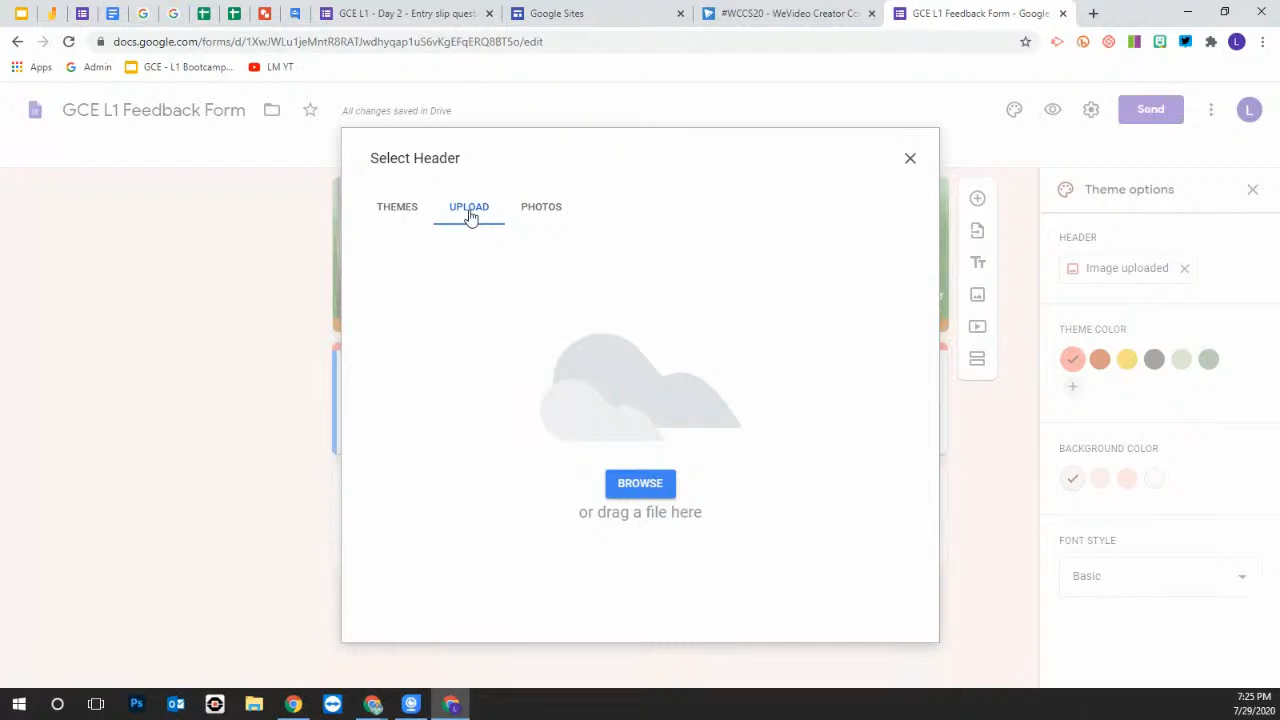 GCE L1 - Day 2 - Entry slip quest
Google Sites
#WCCS20 - WeVideo Creator Co
GCE L1 Feedback Form - Google
docs.google.com/forms/d/1XwJWLu1jeMntR8RATJwdhyqap1uS6vKgEFqERQ8BT5o/edit
Apps
Admin
GCE - L1 Bootcamp...
LM YT
L
GCE L1 Feedback Form
All changes saved in Drive
Send
L
Select Header
THEMES
UPLOAD
PHOTOS
BROWSE
or drag a file here
Tt
Theme options
HEADER
Image uploaded
THEME COLOR
BACKGROUND COLOR
FONT STYLE
Basic
Ps
7:25 PM
7/29/2020